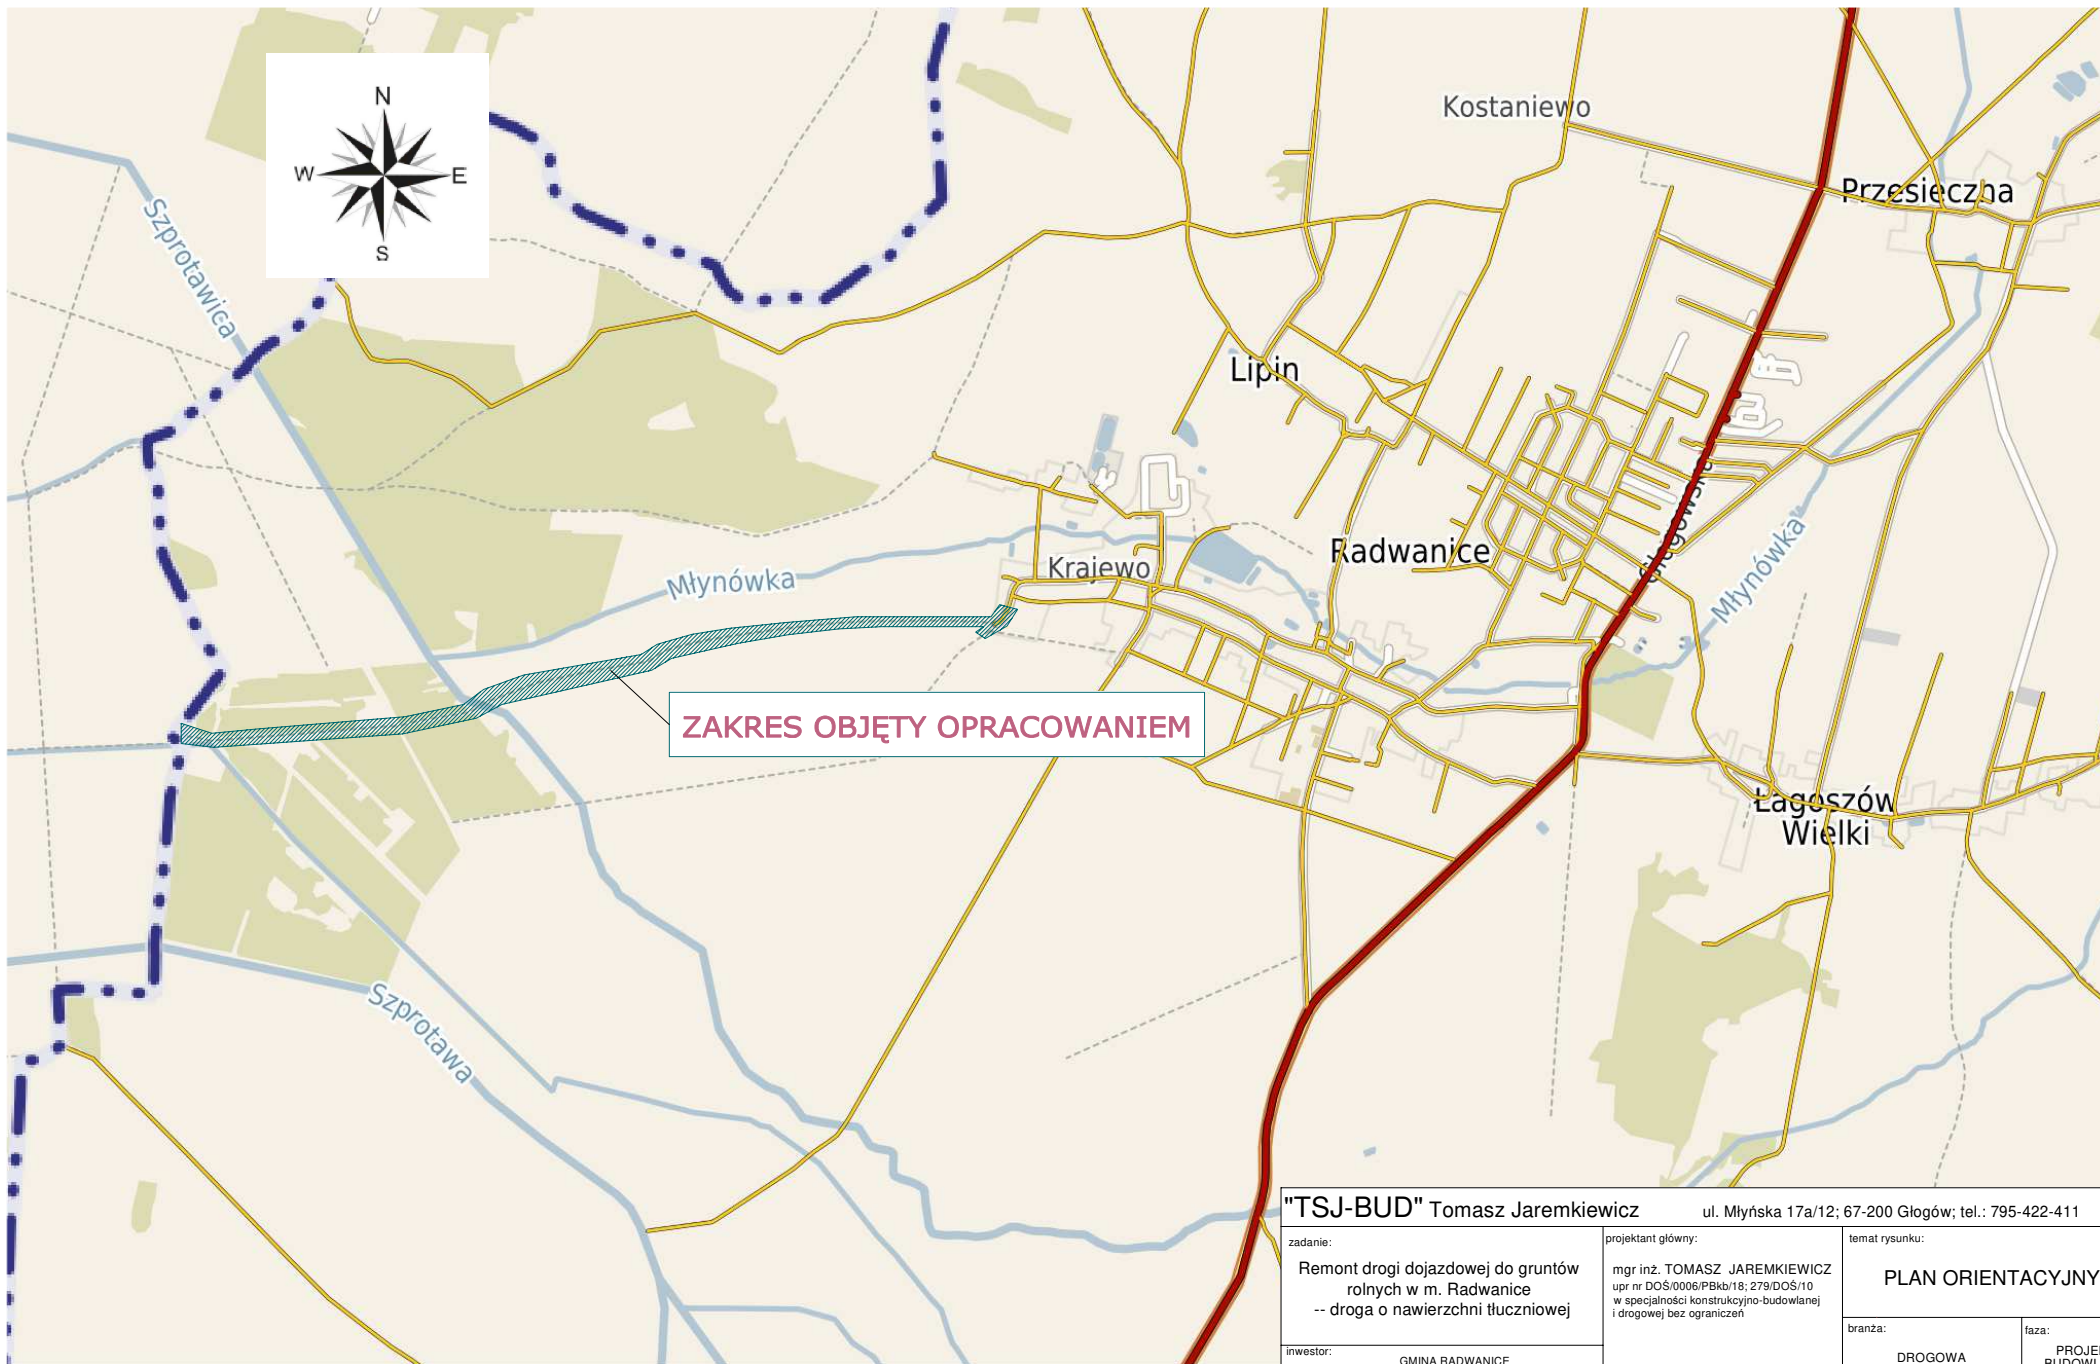 N
W
E
S
Kostaniewo
Przesieczna
Szprotawica
Lipin
Głogowska
Radwanice
Krajewo
Młynówka
Młynówka
ZAKRES OBJĘTY OPRACOWANIEM
Łagoszów
Wielki
Szprotawa
"TSJ-BUD" Tomasz Jaremkiewicz ul. Młyńska 17a/12; 67-200 Głogów; tel.: 795-422-411
zadanie:
Remont drogi dojazdowej do gruntów
rolnych w m. Radwanice
-- droga o nawierzchni tłuczniowej
projektant główny:
mgr inż. TOMASZ JAREMKIEWICZ
upr nr DOŚ/0006/PBkb/18; 279/DOŚ/10
w specjalności konstrukcyjno-budowlanej
i drogowej bez ograniczeń
temat rysunku:
PLAN ORIENTACYJNY
branża:
DROGOWA
faza:
inwestor:
GMINA RADWANICE